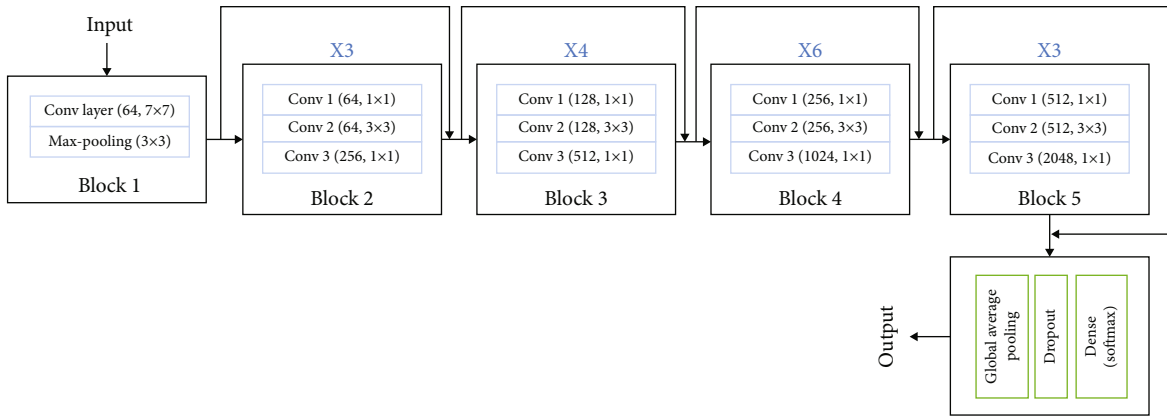 Input
Conv layer (64, 7×7)
Max-pooling (3×3)
Block 1
X3
Conv 1 (64, 1×1)
Conv 2 (64, 3×3)
Conv 3 (256, 1×1)
Block 2
X4
Conv 1 (128, 1×1)
Conv 2 (128, 3×3)
Conv 3 (512, 1×1)
Block 3
X6
Conv 1 (256, 1×1)
Conv 2 (256, 3×3)
Conv 3 (1024, 1×1)
Block 4
X3
Conv 1 (512, 1×1)
Conv 2 (512, 3×3)
Conv 3 (2048, 1×1)
Block 5
Global average
pooling
Dropout
Dense
(softmax)
Output